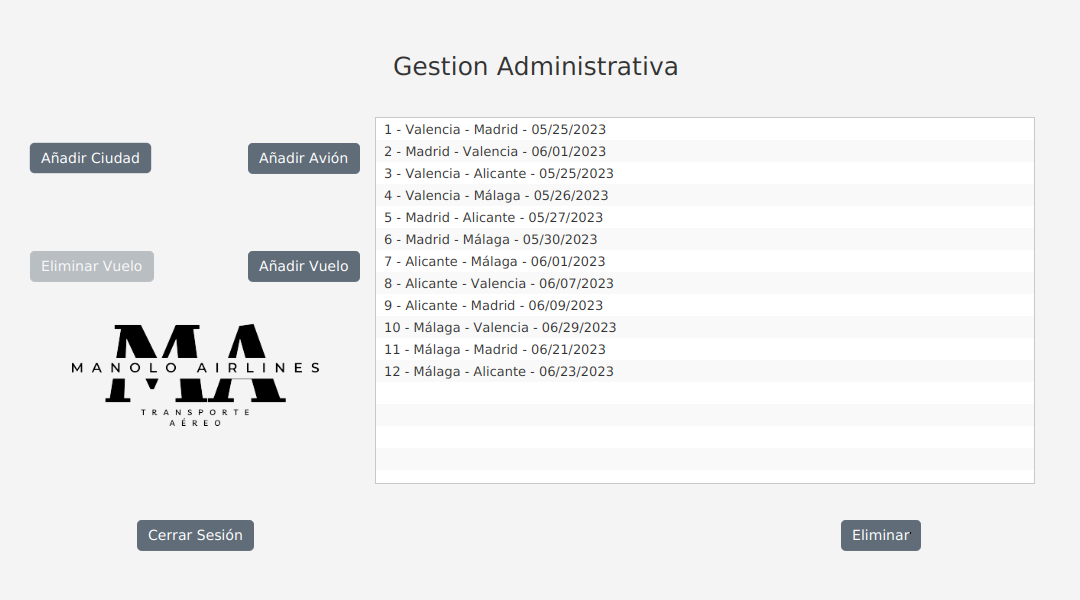 Gestion Administrativa
Añadir Ciudad
Añadir Avión
Eliminar Vuelo
Añadir Vuelo
MA
MANOLO AIRLINES
TRANSPORTE
AÉREO
1 - Valencia - Madrid - 05/25/2023
2 - Madrid - Valencia - 06/01/2023
3 - Valencia - Alicante - 05/25/2023
4 - Valencia - Málaga - 05/26/2023
5 - Madrid - Alicante - 05/27/2023
6 - Madrid - Málaga - 05/30/2023
7 - Alicante - Málaga - 06/01/2023
8 - Alicante - Valencia - 06/07/2023
9 - Alicante - Madrid - 06/09/2023
10 - Málaga - Valencia - 06/29/2023
11 - Málaga - Madrid - 06/21/2023
12 - Málaga - Alicante - 06/23/2023
Cerrar Sesión
Eliminar